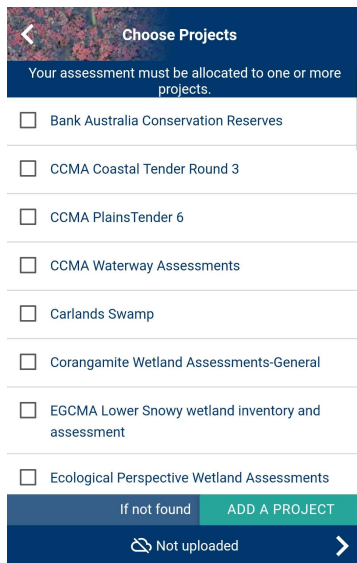 Choose Projects
Your assessment must be allocated to one or more
projects.
Bank Australia Conservation Reserves
CCMA Coastal Tender Round 3
CCMA PlainsTender 6
CCMA Waterway Assessments
Carlands Swamp
Corangamite Wetland Assessments-General
EGCMA Lower Snowy wetland inventory and
assessment
Ecological Perspective Wetland Assessments
If not found ADD A PROJECT
Not uploaded